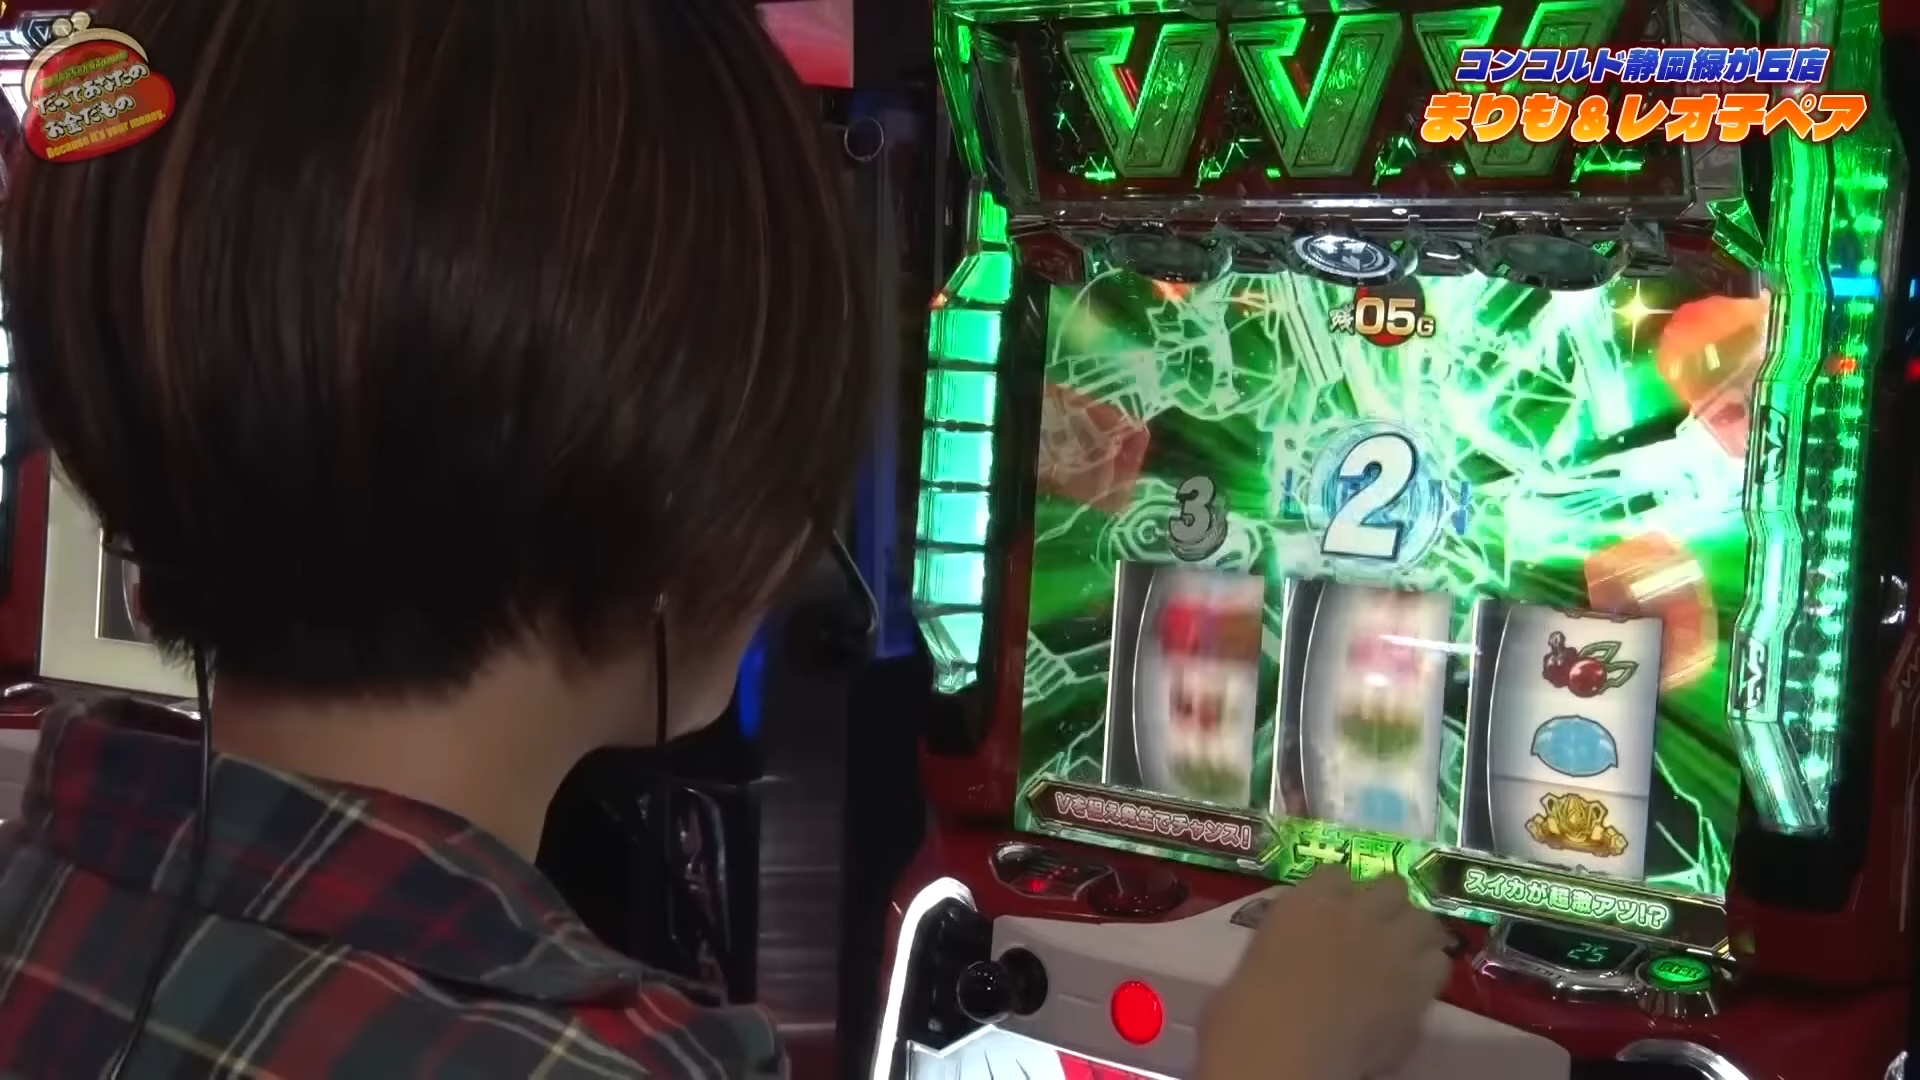 だってあなたの
お金だもの
Because it's your money.
コンコルド静岡緑が丘店
まりも&レオ子ペア
VVV
残05G
3
2
Vを狙え発生でチャンス!
共闘
スイカが超激アツ!?
25